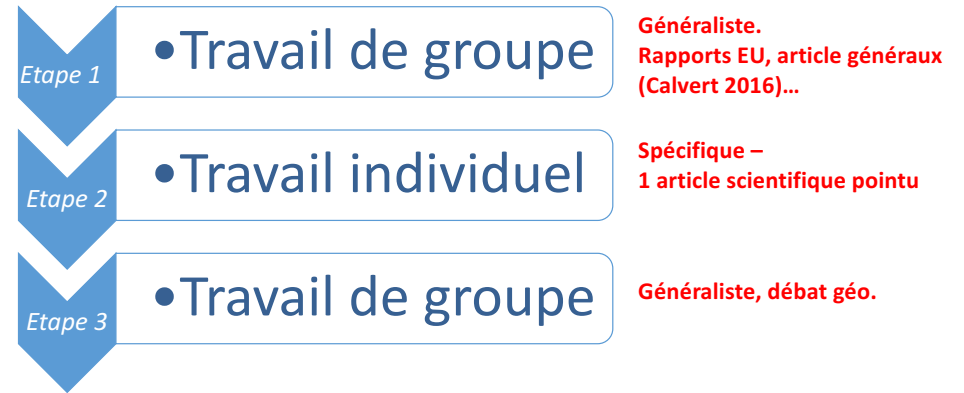 Etape 1
•Travail de groupe
Généraliste.
Rapports EU, article généraux
(Calvert 2016)…
Etape 2
•Travail individuel
Spécifique –
1 article scientifique pointu
Etape 3
•Travail de groupe
Généraliste, débat géo.